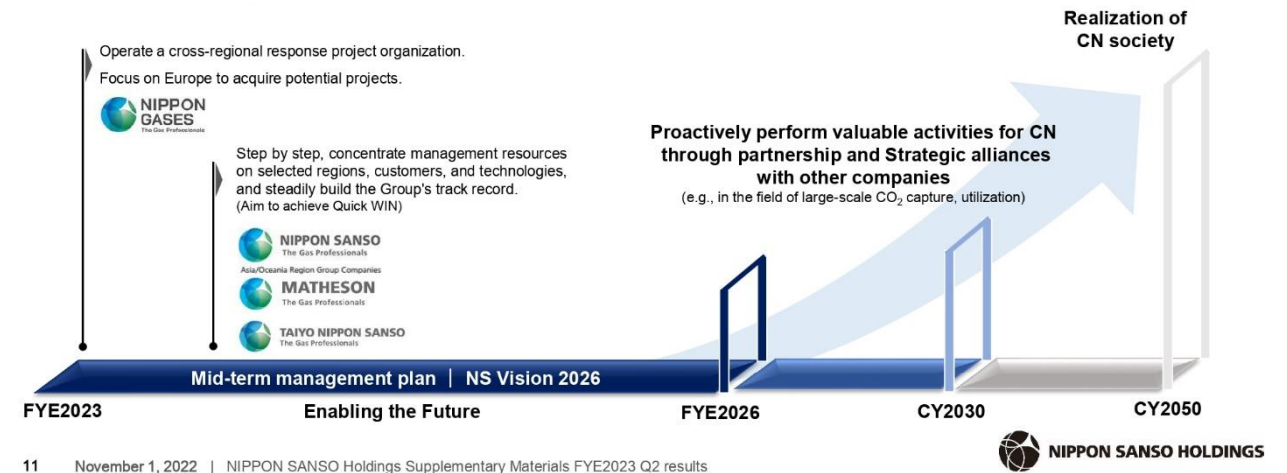 Realization of
CN society
Operate a cross-regional response project organization.
Focus on Europe to acquire potential projects.
NIPPON
GASES
The Gas Professionals
Step by step, concentrate management resources
on selected regions, customers, and technologies,
and steadily build the Group's track record.
(Aim to achieve Quick WIN)
NIPPON SANSO
The Gas Professionals
Asia/Oceania Region Group Companies
MATHESON
The Gas Professionals
TAIYO NIPPON SANSO
The Gas Professionals
Proactively perform valuable activities for CN
through partnership and Strategic alliances
with other companies
(e.g., in the field of large-scale CO₂ capture, utilization)
Mid-term management plan | NS Vision 2026
FYE2023
Enabling the Future
FYE2026
CY2030
CY2050
11 November 1, 2022 | NIPPON SANSO Holdings Supplementary Materials FYE2023 Q2 results
NIPPON SANSO HOLDINGS